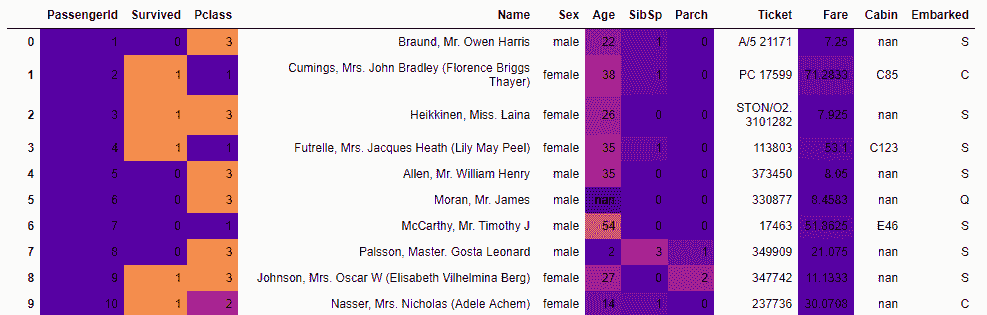 PassengerId Survived Pclass Name Sex Age SibSp Parch Ticket Fare Cabin Embarked
0 1 0 3 Braund, Mr. Owen Harris male 22 1 0 A/5 21171 7.25 nan S
1 2 1 1 Cumings, Mrs. John Bradley (Florence Briggs Thayer) female 38 1 0 PC 17599 71.2833 C85 C
2 3 1 3 Heikkinen, Miss. Laina female 26 0 0 STON/O2. 3101282 7.925 nan S
3 4 1 1 Futrelle, Mrs. Jacques Heath (Lily May Peel) female 35 1 0 113803 53.1 C123 S
4 5 0 3 Allen, Mr. William Henry male 35 0 0 373450 8.05 nan S
5 6 0 3 Moran, Mr. James male nan 0 0 330877 8.4583 nan Q
6 7 0 1 McCarthy, Mr. Timothy J male 54 0 0 17463 51.8625 E46 S
7 8 0 3 Palsson, Master. Gosta Leonard male 2 3 1 349909 21.075 nan S
8 9 1 3 Johnson, Mrs. Oscar W (Elisabeth Vilhelmina Berg) female 27 0 2 347742 11.1333 nan S
9 10 1 2 Nasser, Mrs. Nicholas (Adele Achem) female 14 1 0 237736 30.0708 nan C